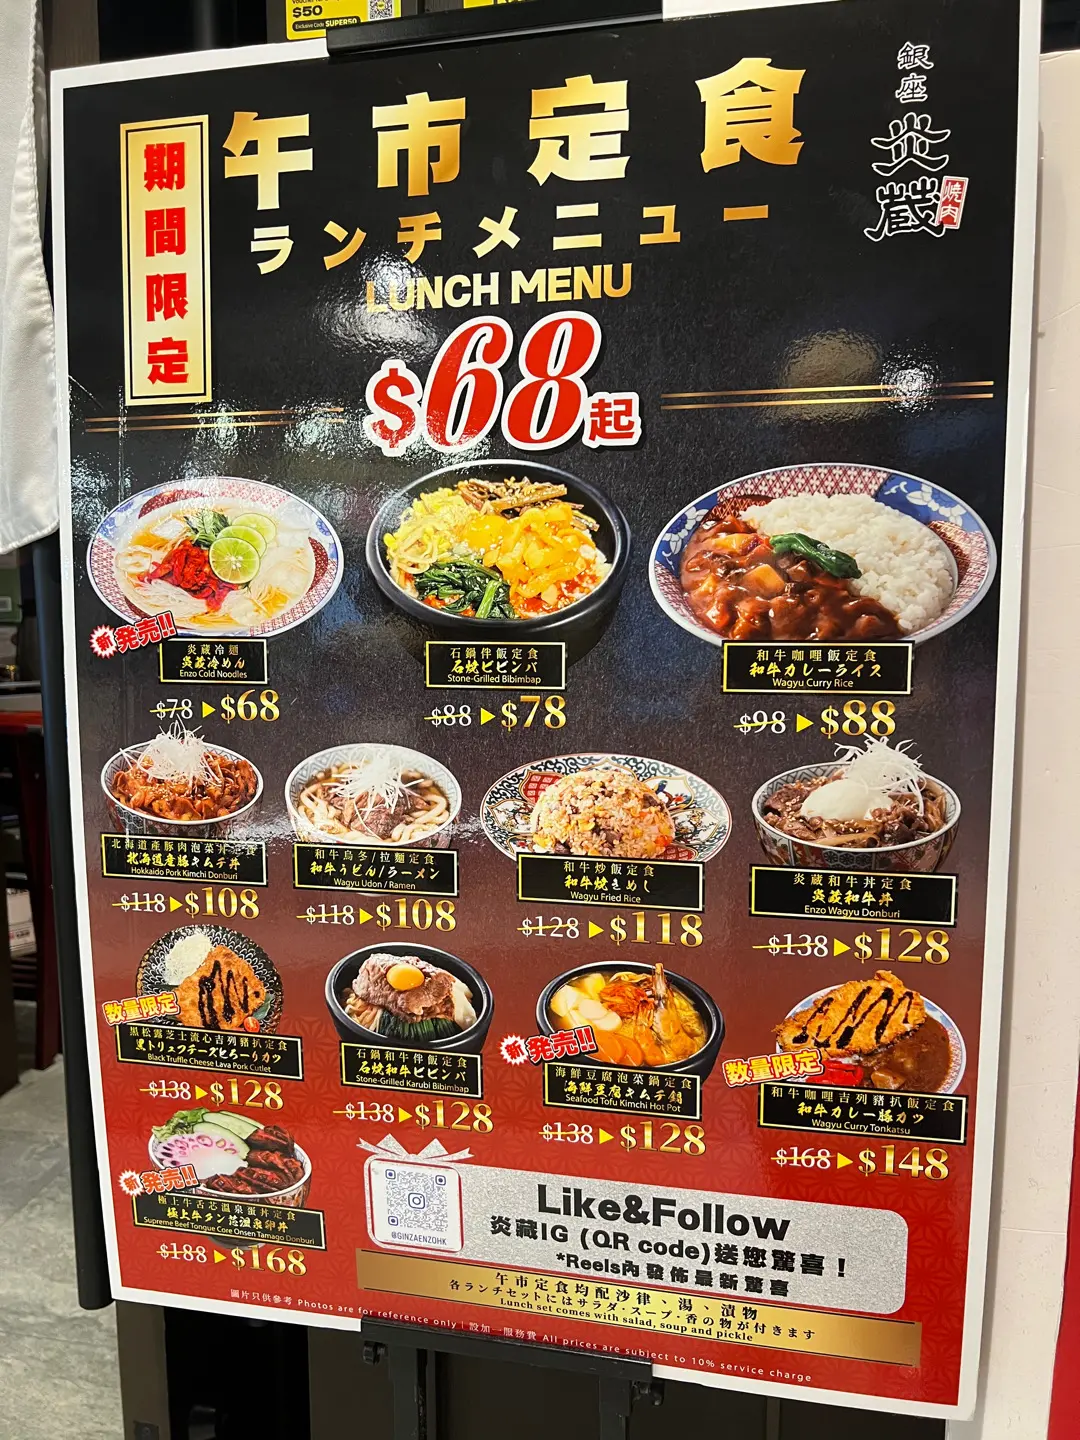 $50
Exclusive Code SUPER50
銀座
炎蔵
焼肉
期間限定
午市定食
ランチメニュー
LUNCH MENU
$68起
新発売!!
炎蔵冷麺
炎蔵冷めん
Enzo Cold Noodles
$78 ▶ $68
石鍋伴飯定食
石焼ビビンバ
Stone-Grilled Bibimbap
$88 ▶ $78
和牛咖喱飯定食
和牛カレーライス
Wagyu Curry Rice
$98 ▶ $88
北海道產豚肉泡菜丼定食
北海道産豚キムチ丼
Hokkaido Pork Kimchi Donburi
$118 ▶ $108
和牛烏冬/拉麵定食
和牛うどん/ラーメン
Wagyu Udon / Ramen
$118 ▶ $108
和牛炒飯定食
和牛焼きめし
Wagyu Fried Rice
$128 ▶ $118
炎蔵和牛丼定食
炎蔵和牛丼
Enzo Wagyu Donburi
$138 ▶ $128
数量限定
黑松露芝士流心吉列豬扒定食
黒トリュフチーズとろーりカツ
Black Truffle Cheese Lava Pork Cutlet
$138 ▶ $128
石鍋和牛伴飯定食
石焼和牛ビビンバ
Stone-Grilled Karubi Bibimbap
$138 ▶ $128
新発売!!
海鮮豆腐泡菜鍋定食
海鮮豆腐キムチ鍋
Seafood Tofu Kimchi Hot Pot
$138 ▶ $128
数量限定
和牛咖喱吉列豬扒飯定食
和牛カレー豚カツ
Wagyu Curry Tonkatsu
$168 ▶ $148
新発売!!
極上牛舌芯溫泉蛋丼定食
極上牛タン芯温泉卵丼
Supreme Beef Tongue Core Onsen Tamago Donburi
$188 ▶ $168
@GINZAENZOHK
Like&Follow
炎藏IG (QR code)送您驚喜！
*Reels內發佈最新驚喜
午市定食均配沙律、湯、漬物
各ランチセットにはサラダ・スープ・香の物が付きます
Lunch set comes with salad, soup and pickle
圖片只供參考 Photos are for reference only | 設加一服務費 All prices are subject to 10% service charge